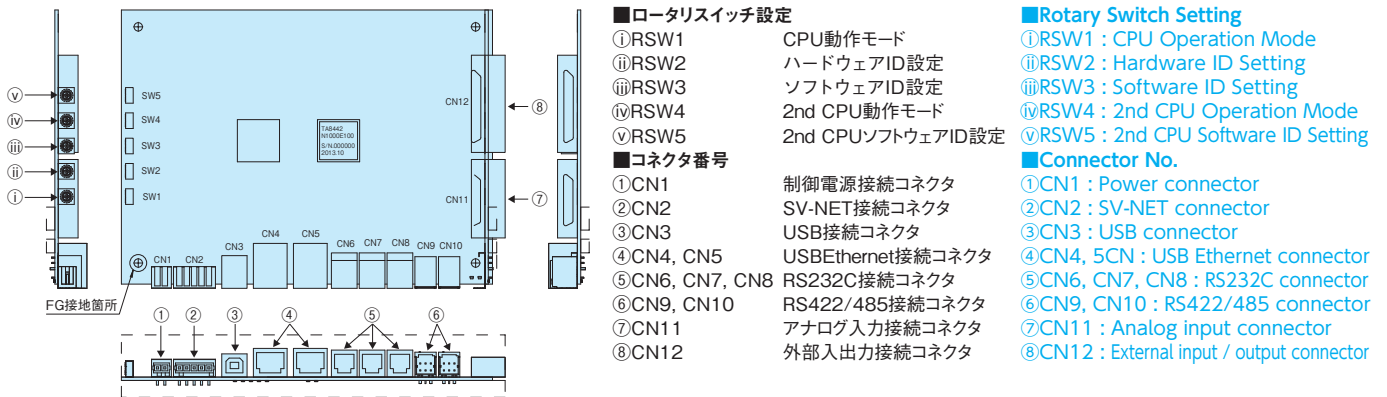 ⓥ
ⓘⓥ
ⓘⓘⓘ
ⓘⓘ
ⓘ
SW5
SW4
SW3
SW2
SW1
TA8442
N1000E100
S/N.000000
2013.10
CN12
⑧
CN11
⑦
CN1
CN2
CN3
CN4
CN5
CN6
CN7
CN8
CN9
CN10
FG接地箇所
①
②
③
④
⑤
⑥
■ロータリスイッチ設定
ⓘRSW1 CPU動作モード
ⓘⓘRSW2 ハードウェアID設定
ⓘⓘⓘRSW3 ソフトウェアID設定
ⓘⓥRSW4 2nd CPU動作モード
ⓥRSW5 2nd CPUソフトウェアID設定
■コネクタ番号
①CN1 制御電源接続コネクタ
②CN2 SV-NET接続コネクタ
③CN3 USB接続コネクタ
④CN4, CN5 USBEthernet接続コネクタ
⑤CN6, CN7, CN8 RS232C接続コネクタ
⑥CN9, CN10 RS422/485接続コネクタ
⑦CN11 アナログ入力接続コネクタ
⑧CN12 外部入出力接続コネクタ
■Rotary Switch Setting
ⓘRSW1 : CPU Operation Mode
ⓘⓘRSW2 : Hardware ID Setting
ⓘⓘⓘRSW3 : Software ID Setting
ⓘⓥRSW4 : 2nd CPU Operation Mode
ⓥRSW5 : 2nd CPU Software ID Setting
■Connector No.
①CN1 : Power connector
②CN2 : SV-NET connector
③CN3 : USB connector
④CN4, 5CN : USB Ethernet connector
⑤CN6, CN7, CN8 : RS232C connector
⑥CN9, CN10 : RS422/485 connector
⑦CN11 : Analog input connector
⑧CN12 : External input / output connector